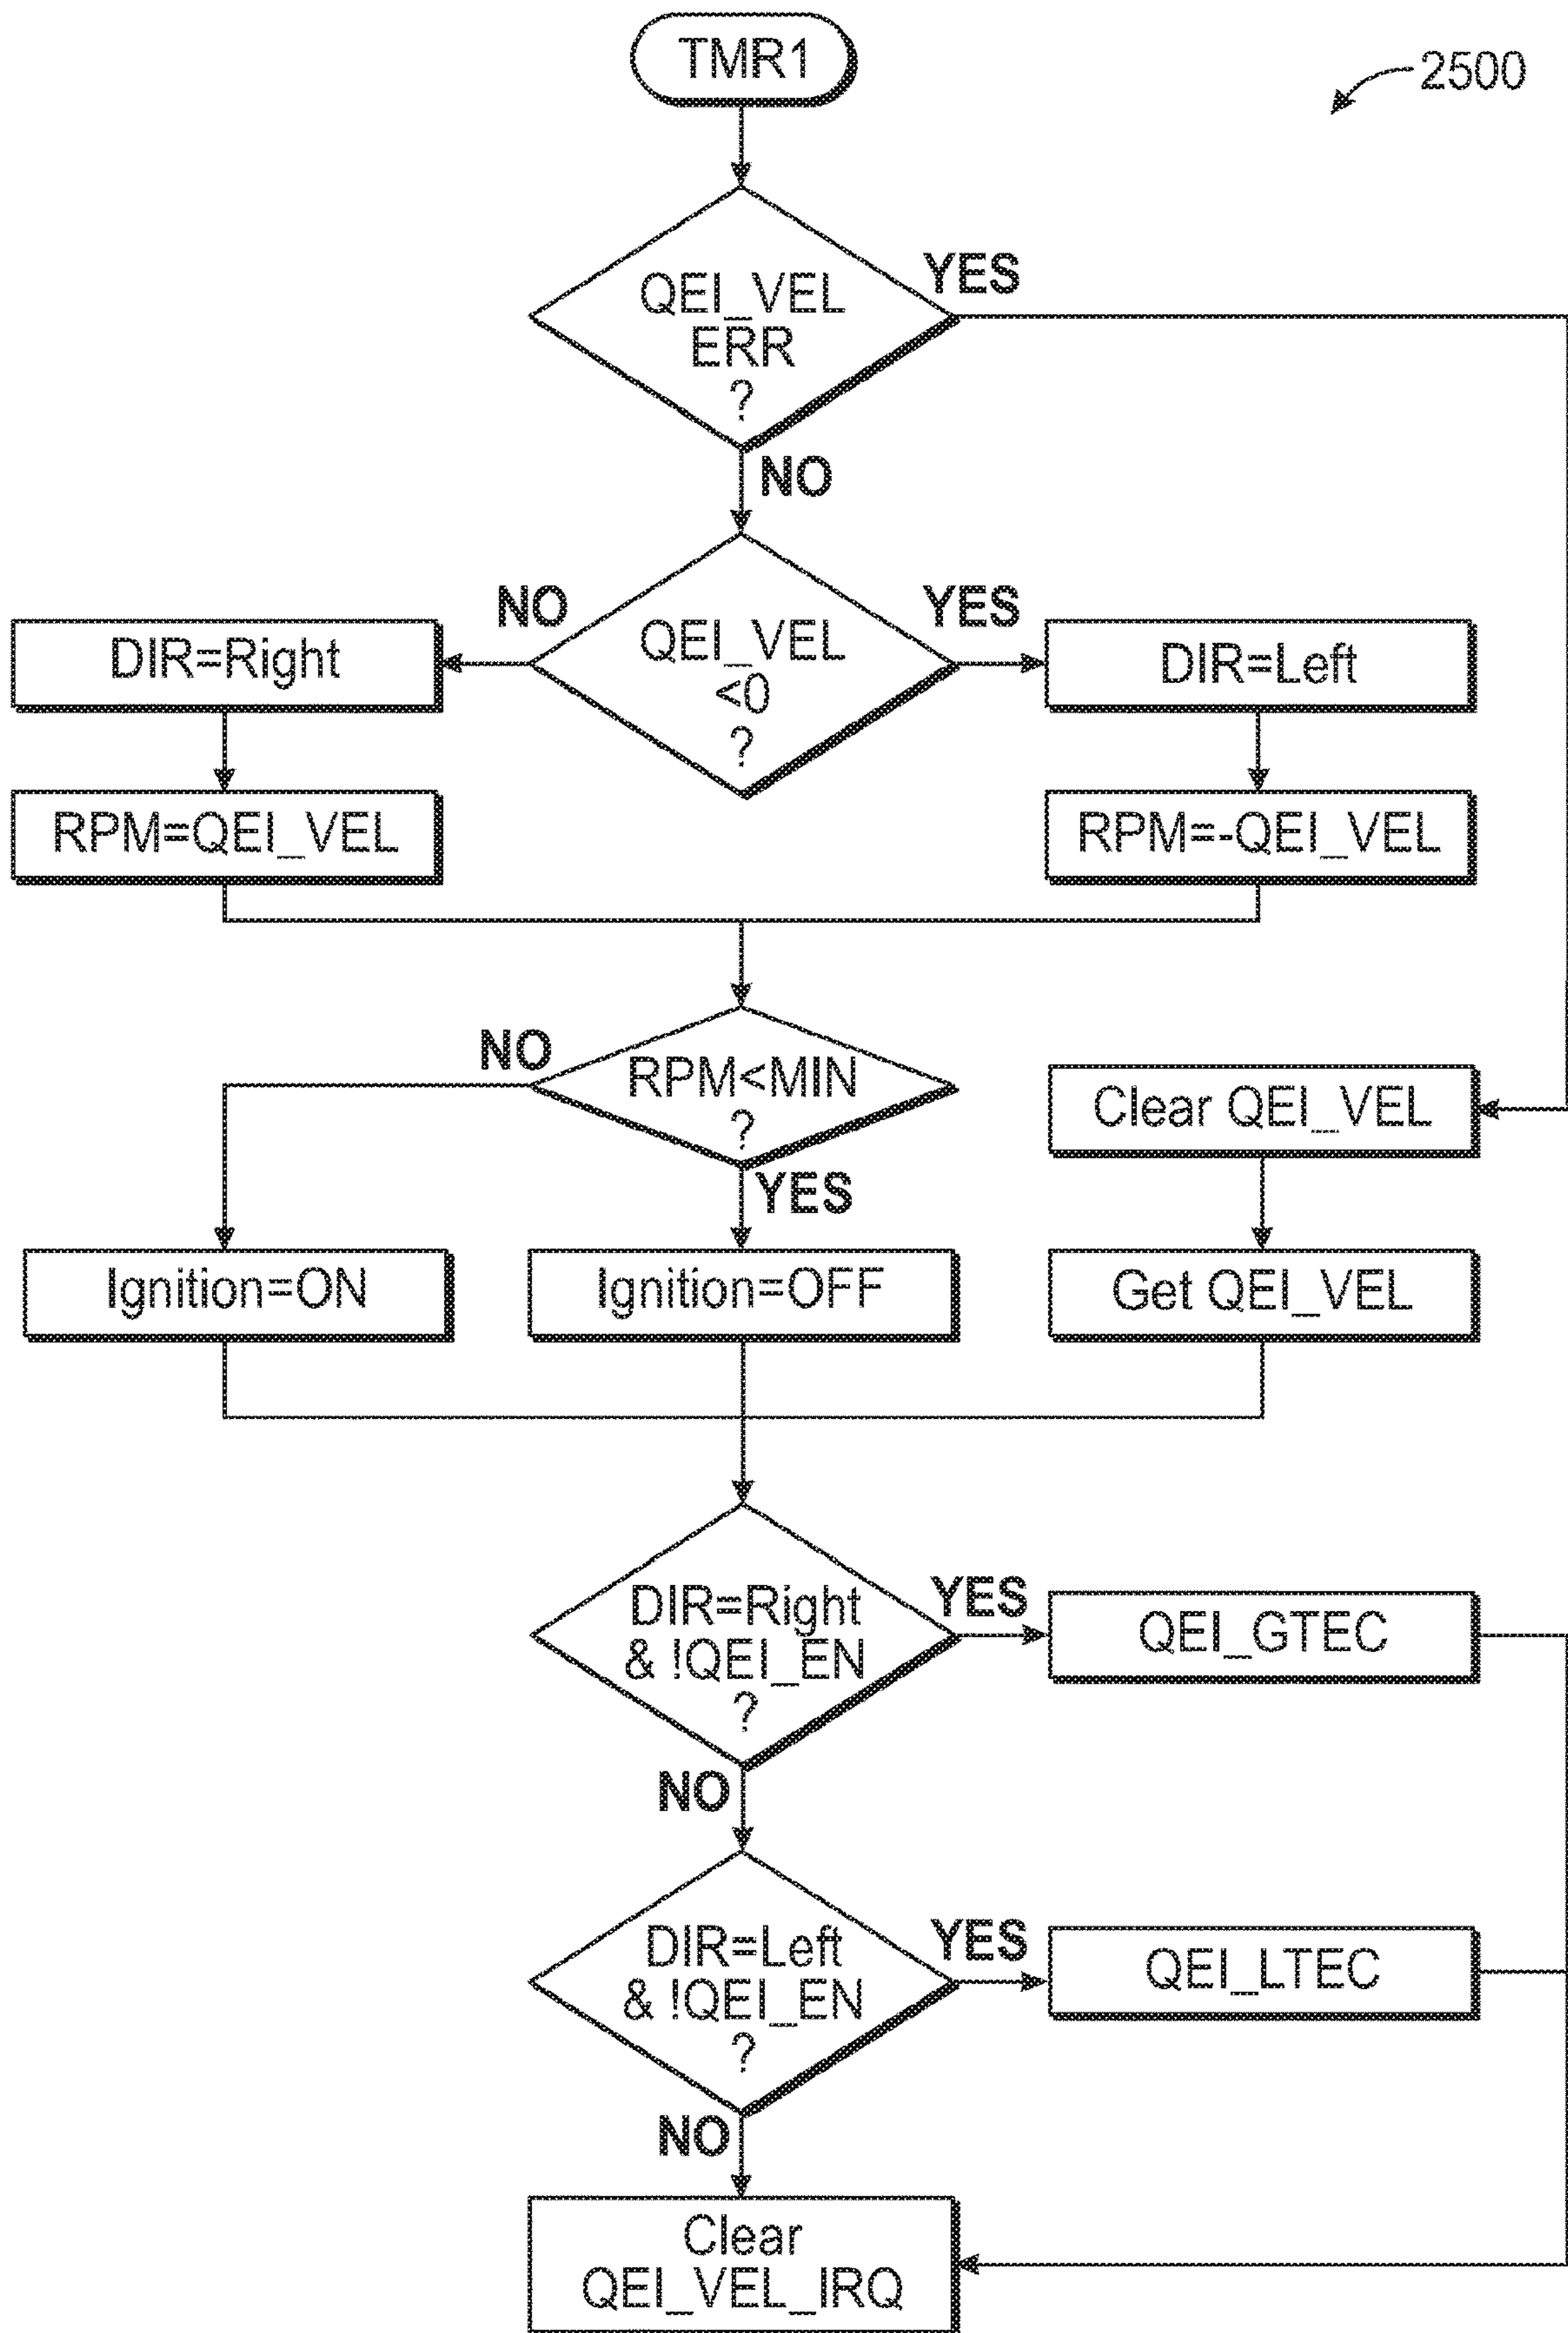 TMR1
2500
QEI_VEL
ERR
?
YES
NO
NO
YES
DIR=Right
QEI_VEL
<0
?
DIR=Left
RPM=QEI_VEL
RPM=-QEI_VEL
NO
RPM<MIN
?
YES
Clear QEI_VEL
Ignition=ON
Ignition=OFF
Get QEI_VEL
DIR=Right
& !QEI_EN
?
YES
QEI_GTEC
NO
DIR=Left
& !QEI_EN
?
YES
QEI_LTEC
NO
Clear
QEI_VEL_IRQ